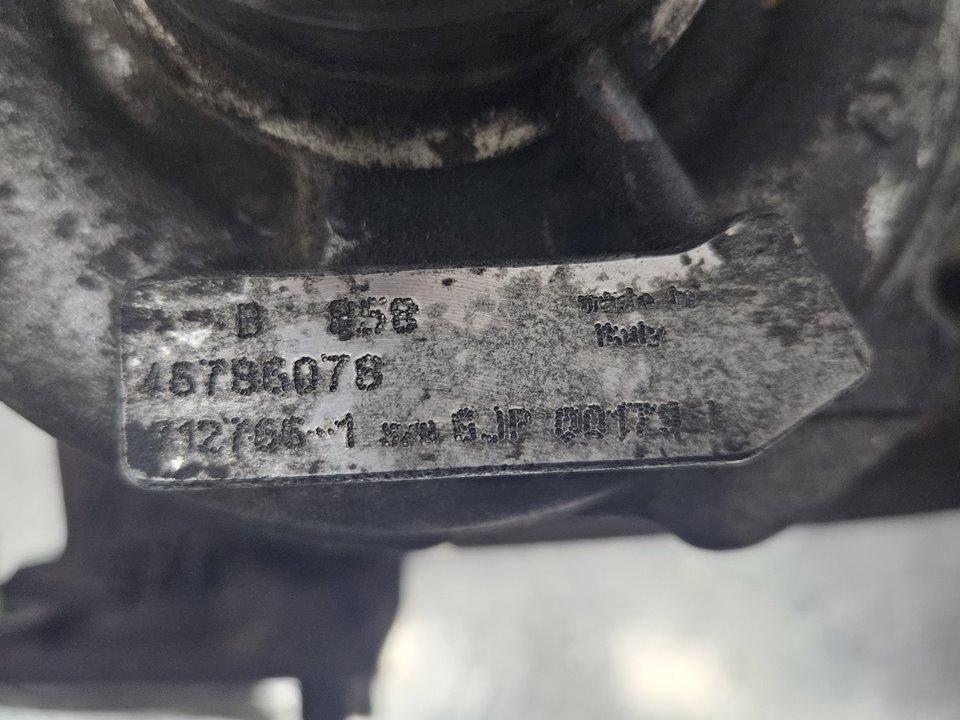 B 858
made in
Italy
46786078
712766-1 s/n GJP 00179